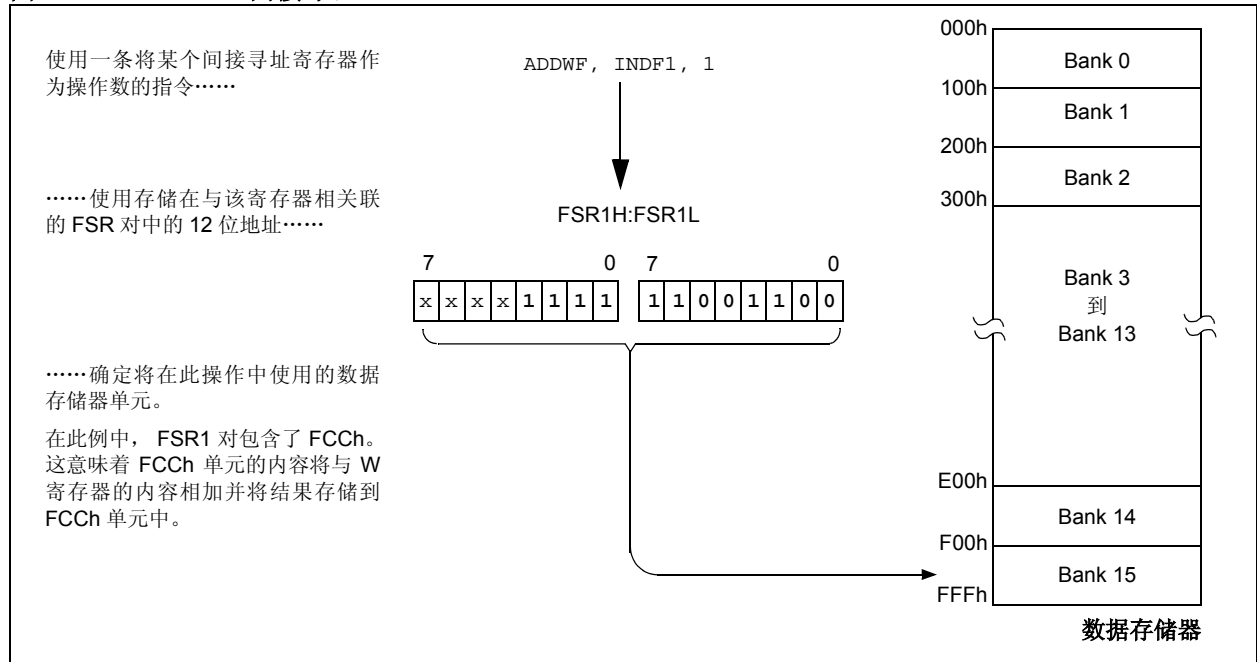 使用一条将某个间接寻址寄存器作
为操作数的指令……
ADDWF, INDF1, 1
……使用存储在与该寄存器相关联
的 FSR 对中的 12 位地址……
FSR1H:FSR1L
7 0 7 0
x x x x 1 1 1 1 1 1 0 0 1 1 0 0
……确定将在此操作中使用的数据
存储器单元。
在此例中， FSR1 对包含了 FCCh。
这意味着 FCCh 单元的内容将与 W
寄存器的内容相加并将结果存储到
FCCh 单元中。
000h
Bank 0
100h
Bank 1
200h
Bank 2
300h
Bank 3
到
Bank 13
E00h
Bank 14
F00h
Bank 15
FFFh
数据存储器